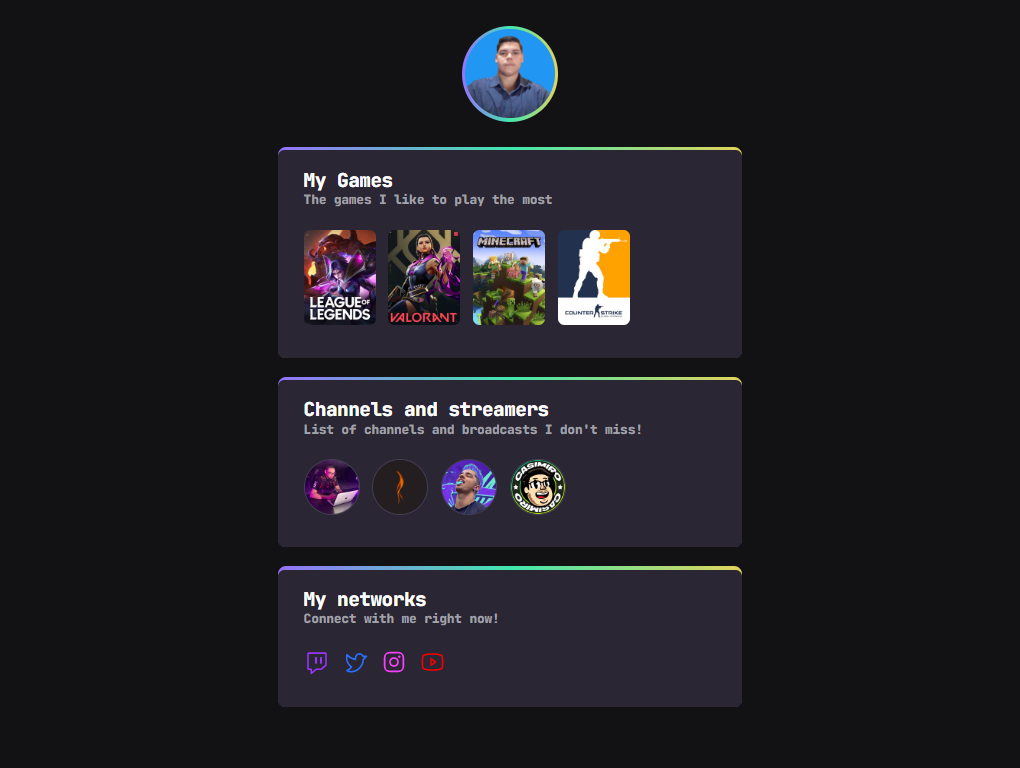 My Games
The games I like to play the most
LEAGUE OF
LEGENDS
VALORANT
MINECRAFT
COUNTER STRIKE
Channels and streamers
List of channels and broadcasts I don't miss!
CASIMIRO
CASIMIRO
My networks
Connect with me right now!